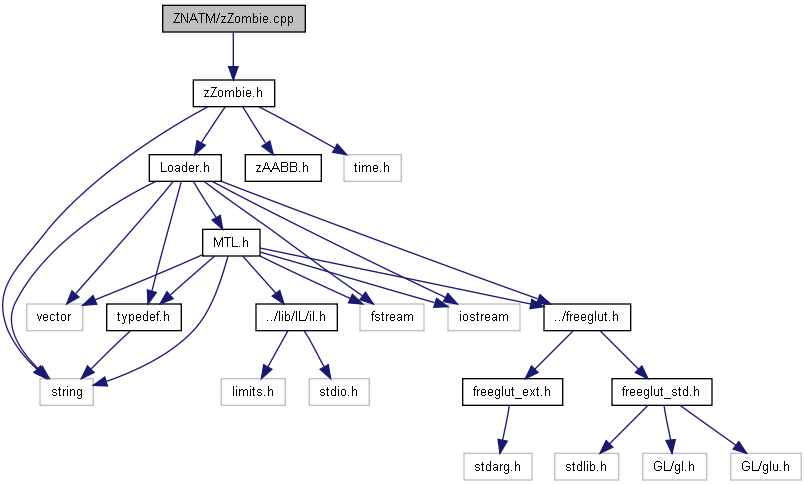 ZNATM/zZombie.cpp
zZombie.h
Loader.h
zAABB.h
time.h
MTL.h
vector
typedef.h
../lib/IL/il.h
fstream
iostream
../freeglut.h
string
limits.h
stdio.h
freeglut_ext.h
freeglut_std.h
stdarg.h
stdlib.h
GL/gl.h
GL/glu.h